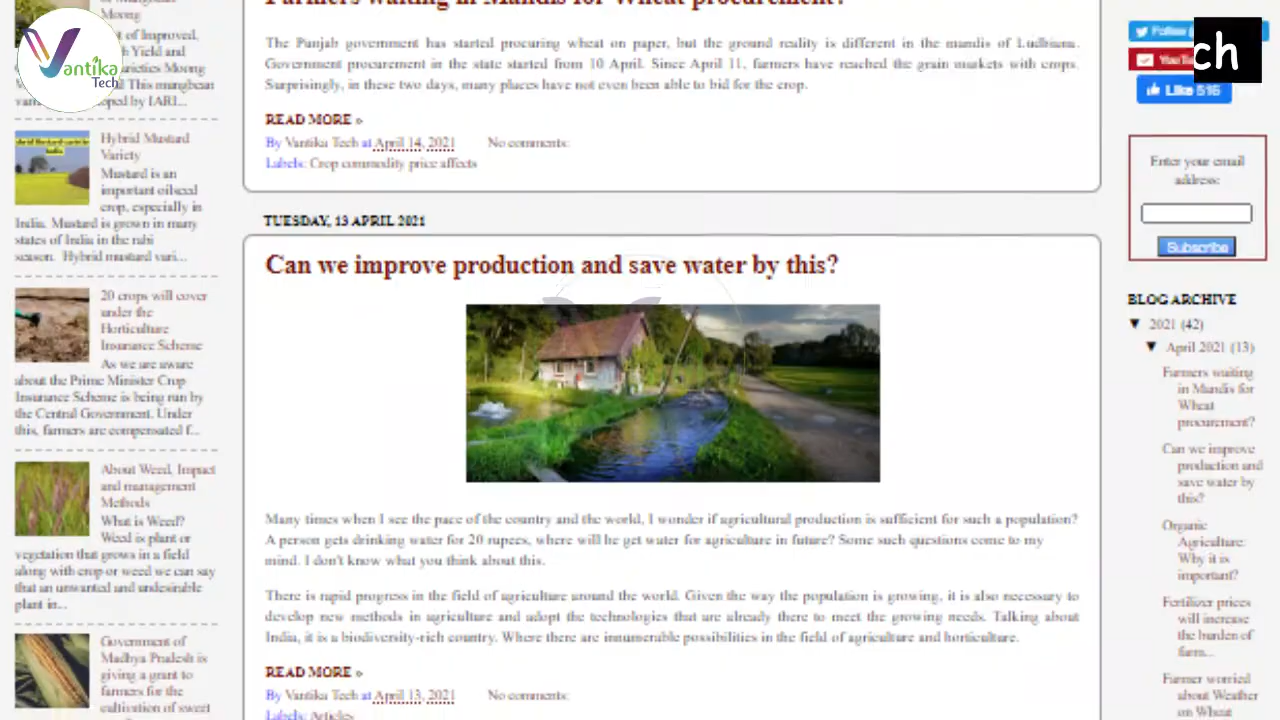 Moong
t of Improved,
h Yield and
arieties Moong
l This mungbean
oped by IARI...
Vantika
Tech
Hybrid Mustard
Variety
Mustard is an
important oilseed
crop, especially in
India. Mustard is grown in many
states of India in the rabi
season. Hybrid mustard vari...
20 crops will cover
under the
Horticulture
Insurance Scheme
As we are aware
about the Prime Minister Crop
Insurance Scheme is being run by
the Central Government. Under
this, farmers are compensated f...
About Weed, Impact
and management
Methods
What is Weed?
Weed is plant or
vegetation that grows in a field
along with crop or weed we can say
that an unwanted and undesirable
plant in...
Government of
Madhya Pradesh is
giving a grant to
farmers for the
cultivation of sweet
Farmers waiting in Mandis for Wheat procurement?
The Punjab government has started procuring wheat on paper, but the ground reality is different in the mandis of Ludhiana.
Government procurement in the state started from 10 April. Since April 11, farmers have reached the grain markets with crops.
Surprisingly, in these two days, many places have not even been able to bid for the crop.
READ MORE »
By Vantika Tech at April 14, 2021 No comments:
Labels: Crop commodity price affects
TUESDAY, 13 APRIL 2021
Can we improve production and save water by this?
Many times when I see the pace of the country and the world, I wonder if agricultural production is sufficient for such a population?
A person gets drinking water for 20 rupees, where will he get water for agriculture in future? Some such questions come to my
mind. I don't know what you think about this.
There is rapid progress in the field of agriculture around the world. Given the way the population is growing, it is also necessary to
develop new methods in agriculture and adopt the technologies that are already there to meet the growing needs. Talking about
India, it is a biodiversity-rich country. Where there are innumerable possibilities in the field of agriculture and horticulture.
READ MORE »
By Vantika Tech at April 13, 2021 No comments:
Labels: Articles
Follow
ch
YouTu
Like 516
Enter your email
address:
Subscribe
BLOG ARCHIVE
▼ 2021 (42)
▼ April 2021 (13)
Farmers waiting
in Mandis for
Wheat
procurement?
Can we improve
production and
save water by
this?
Organic
Agriculture:
Why it is
important?
Fertilizer prices
will increase
the burden of
farm...
Farmer worried
about Weather
on Wheat